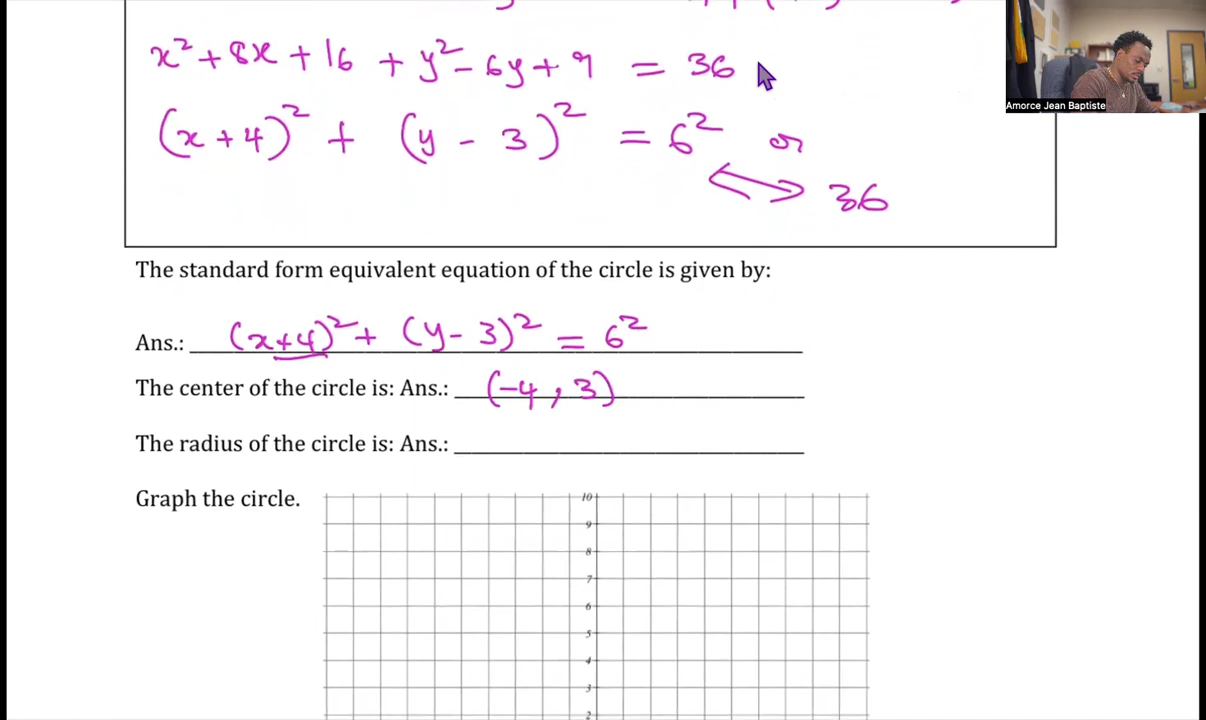 x² + 8x + 16 + y² - 6y + 9 = 36
(x + 4)² + (y - 3)² = 6² or
↔ 36
Amorce Jean Baptiste
The standard form equivalent equation of the circle is given by:
Ans.: (x+4)² + (y - 3)² = 6²
The center of the circle is: Ans.: (-4, 3)
The radius of the circle is: Ans.:
Graph the circle.
10
9
8
7
6
5
4
3